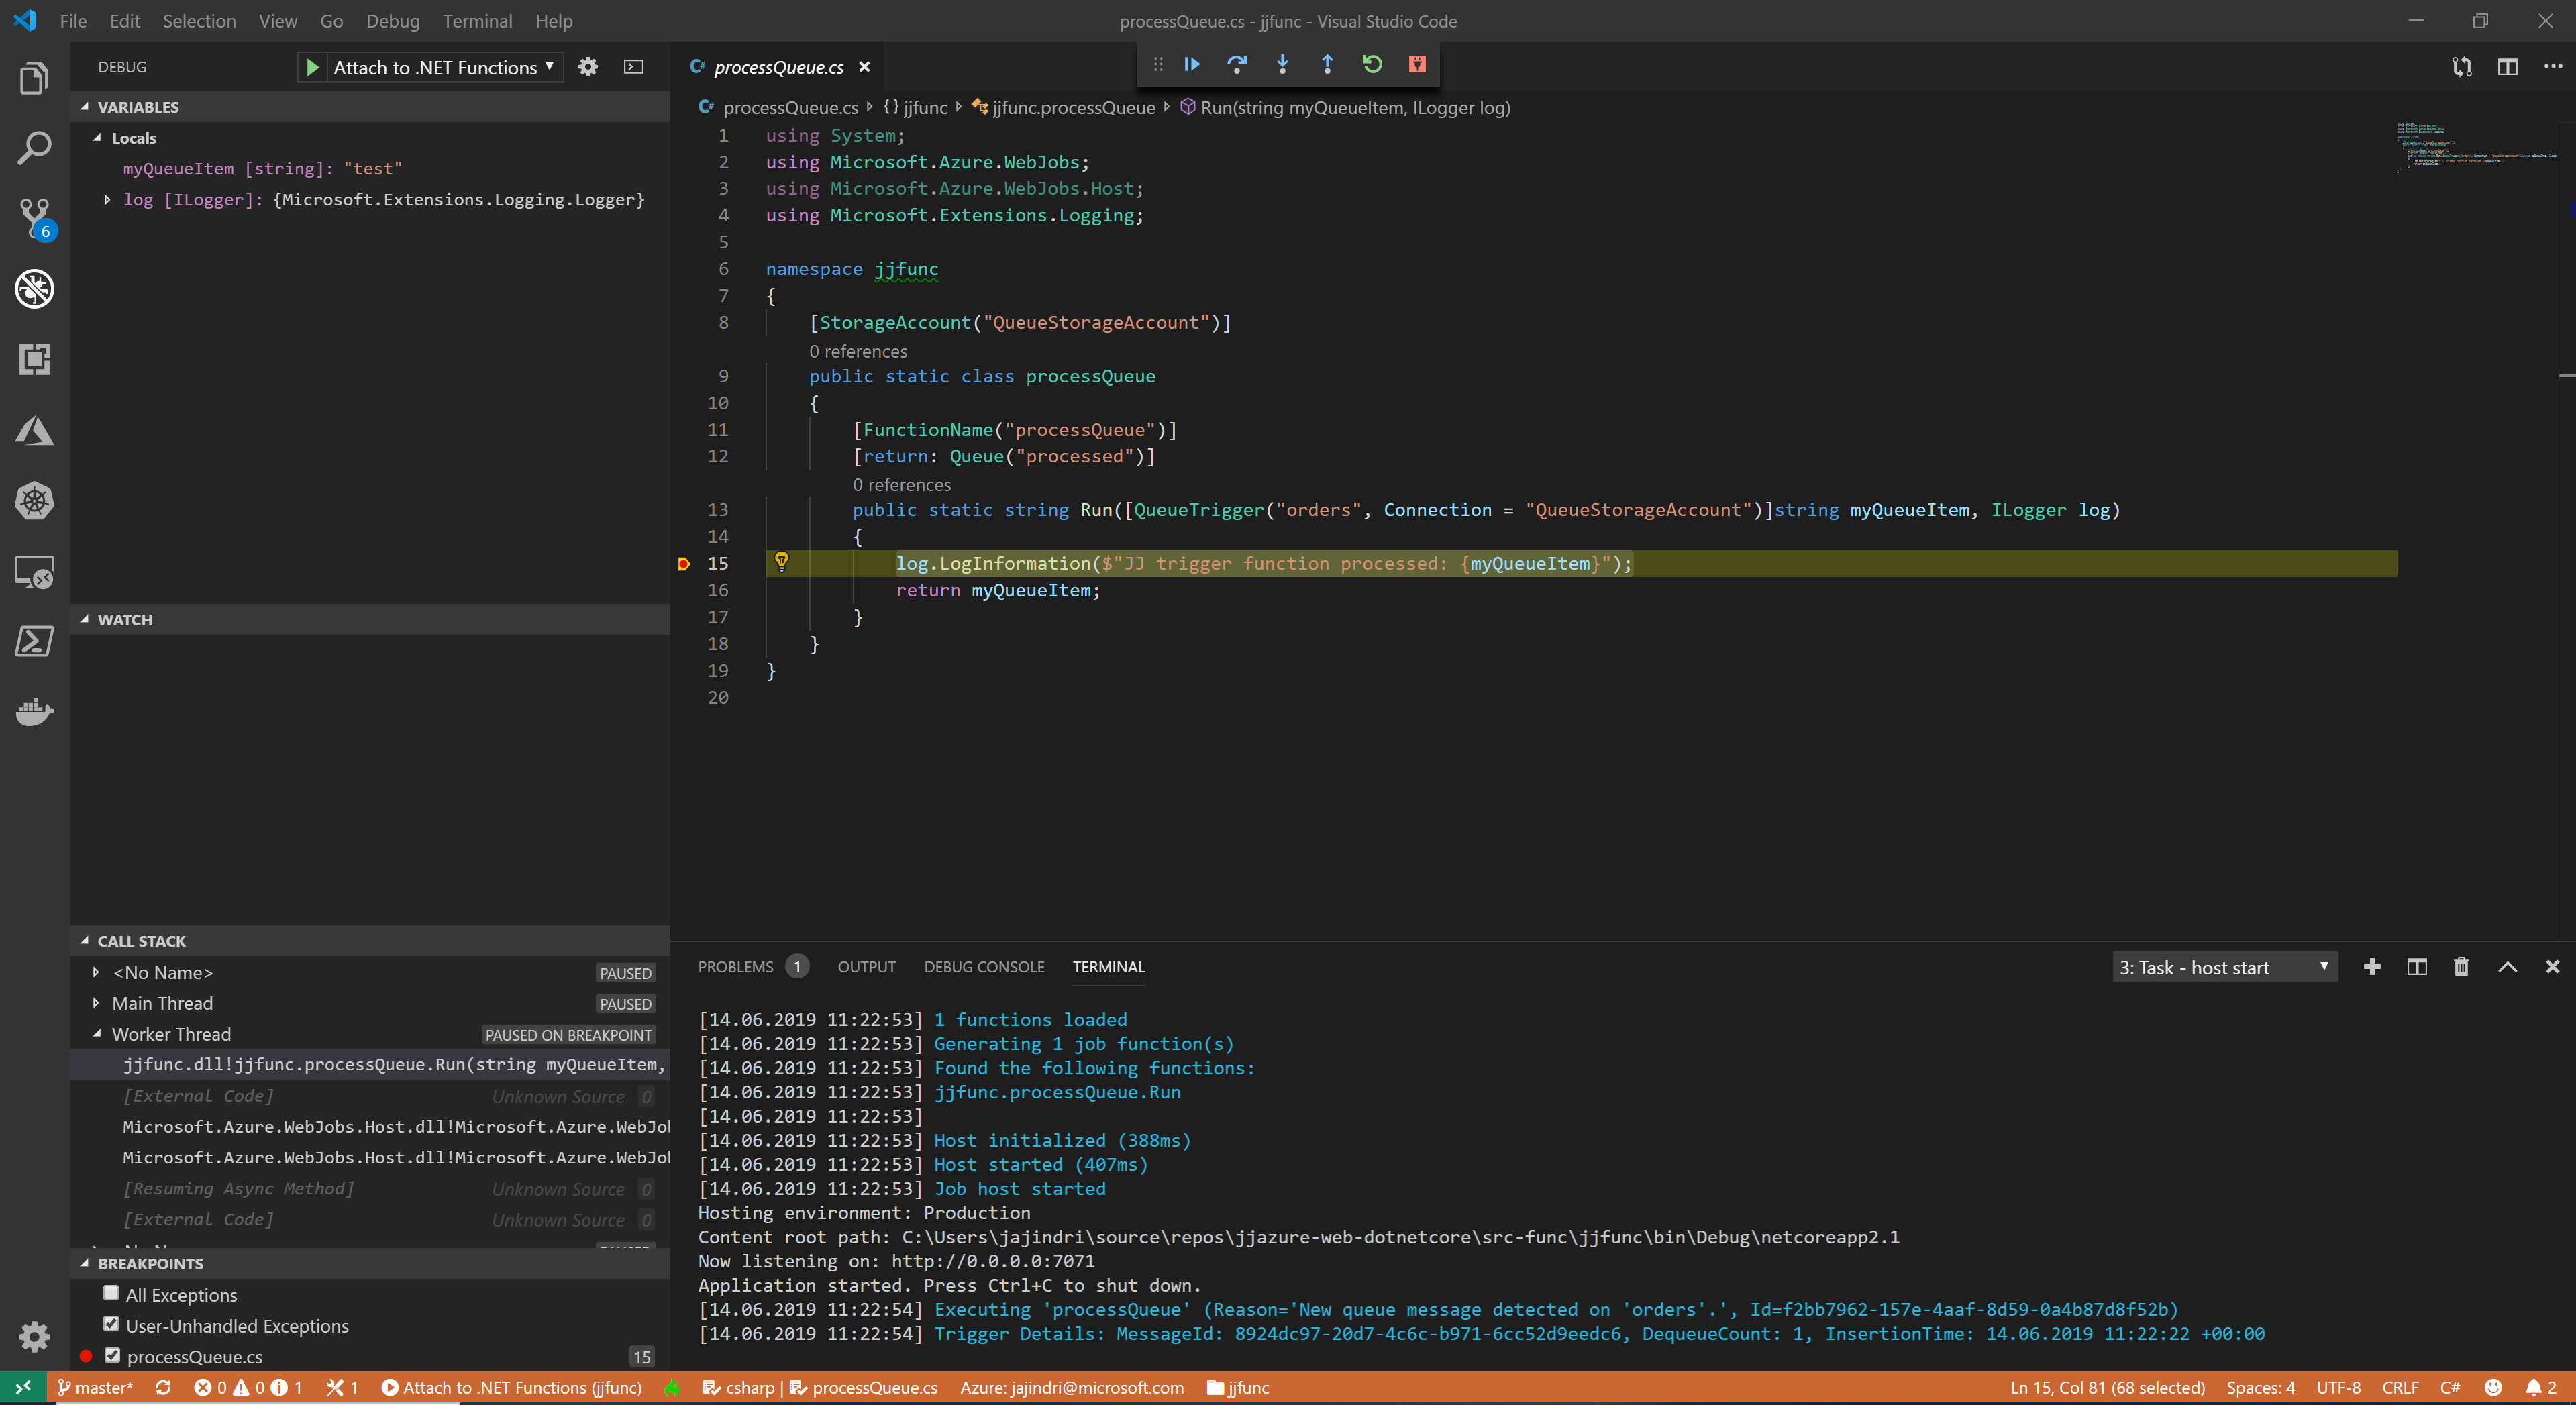 File Edit Selection View Go Debug Terminal Help
processQueue.cs - jjfunc - Visual Studio Code
DEBUG
Attach to .NET Functions
VARIABLES
Locals
myQueueItem [string]: "test"
log [ILogger]: {Microsoft.Extensions.Logging.Logger}
6
WATCH
CALL STACK
<No Name> PAUSED
Main Thread PAUSED
Worker Thread PAUSED ON BREAKPOINT
jjfunc.dll!jjfunc.processQueue.Run(string myQueueItem,
[External Code] Unknown Source 0
Microsoft.Azure.WebJobs.Host.dll!Microsoft.Azure.WebJo
Microsoft.Azure.WebJobs.Host.dll!Microsoft.Azure.WebJo
[Resuming Async Method] Unknown Source 0
[External Code] Unknown Source 0
BREAKPOINTS
All Exceptions
User-Unhandled Exceptions
processQueue.cs 15
processQueue.cs
processQueue.cs {} jjfunc jjfunc.processQueue Run(string myQueueItem, ILogger log)
1 using System;
2 using Microsoft.Azure.WebJobs;
3 using Microsoft.Azure.WebJobs.Host;
4 using Microsoft.Extensions.Logging;
5
6 namespace jjfunc
7 {
8 [StorageAccount("QueueStorageAccount")]
0 references
9 public static class processQueue
10 {
11 [FunctionName("processQueue")]
12 [return: Queue("processed")]
0 references
13 public static string Run([QueueTrigger("orders", Connection = "QueueStorageAccount")]string myQueueItem, ILogger log)
14 {
15 log.LogInformation($"JJ trigger function processed: {myQueueItem}");
16 return myQueueItem;
17 }
18 }
19 }
20
PROBLEMS 1 OUTPUT DEBUG CONSOLE TERMINAL
3: Task - host start
[14.06.2019 11:22:53] 1 functions loaded
[14.06.2019 11:22:53] Generating 1 job function(s)
[14.06.2019 11:22:53] Found the following functions:
[14.06.2019 11:22:53] jjfunc.processQueue.Run
[14.06.2019 11:22:53]
[14.06.2019 11:22:53] Host initialized (388ms)
[14.06.2019 11:22:53] Host started (407ms)
[14.06.2019 11:22:53] Job host started
Hosting environment: Production
Content root path: C:\Users\jajindri\source\repos\jjazure-web-dotnetcore\src-func\jjfunc\bin\Debug\netcoreapp2.1
Now listening on: http://0.0.0.0:7071
Application started. Press Ctrl+C to shut down.
[14.06.2019 11:22:54] Executing 'processQueue' (Reason='New queue message detected on 'orders'.', Id=f2bb7962-157e-4aaf-8d59-0a4b87d8f52b)
[14.06.2019 11:22:54] Trigger Details: MessageId: 8924dc97-20d7-4c6c-b971-6cc52d9eedc6, DequeueCount: 1, InsertionTime: 14.06.2019 11:22:22 +00:00
master* 0 0 1 1 Attach to .NET Functions (jjfunc) csharp | processQueue.cs Azure: jajindri@microsoft.com jjfunc
Ln 15, Col 81 (68 selected) Spaces: 4 UTF-8 CRLF C# 2